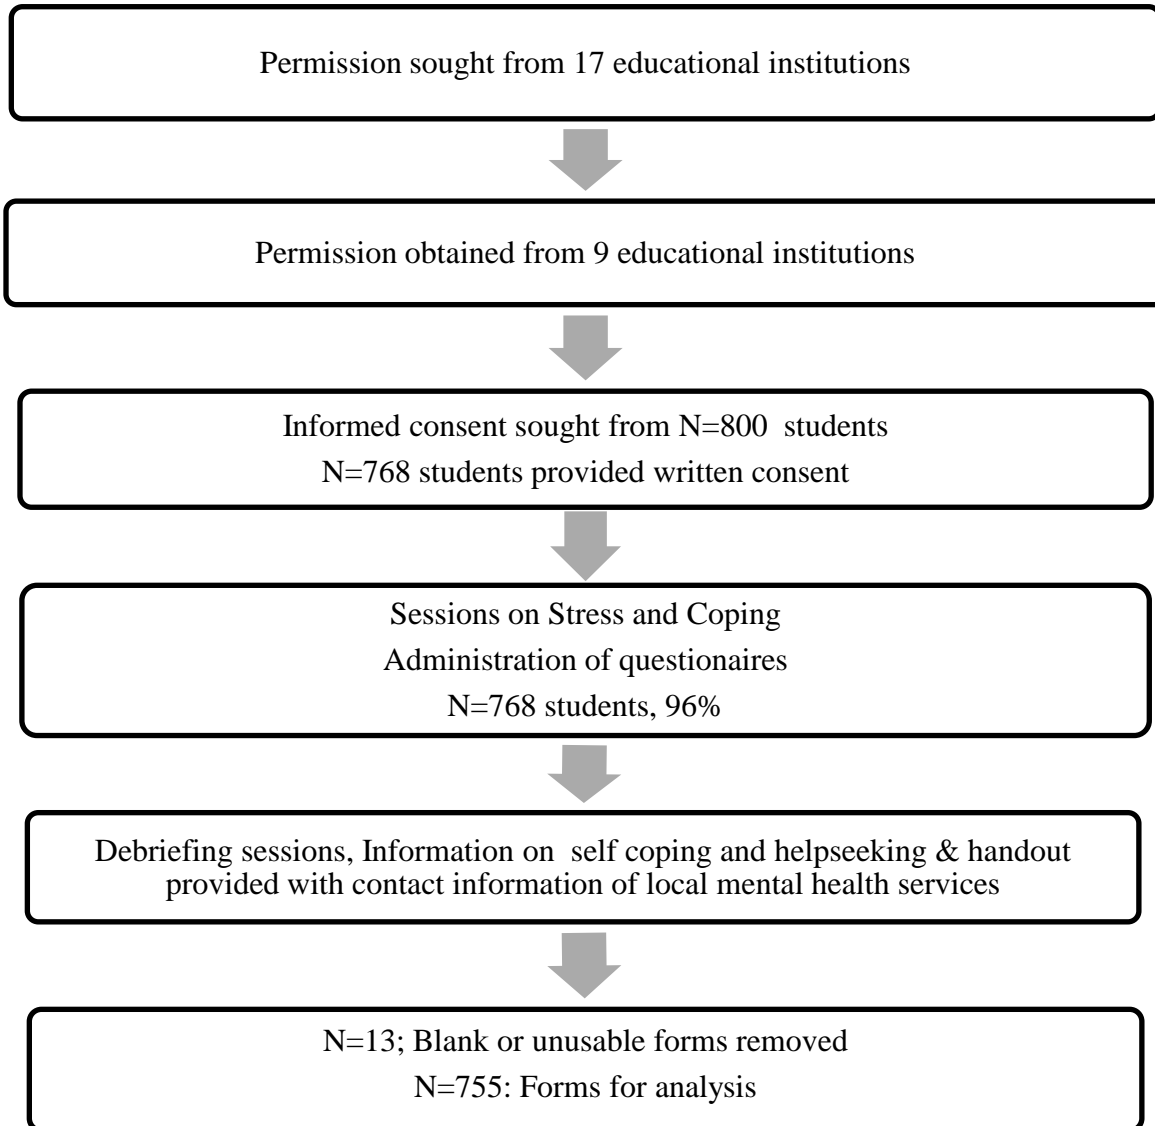 Permission sought from 17 educational institutions
Permission obtained from 9 educational institutions
Informed consent sought from N=800 students
N=768 students provided written consent
Sessions on Stress and Coping
Administration of questionaires
N=768 students, 96%
Debriefing sessions, Information on self coping and helpseeking & handout
provided with contact information of local mental health services
N=13; Blank or unusable forms removed
N=755: Forms for analysis